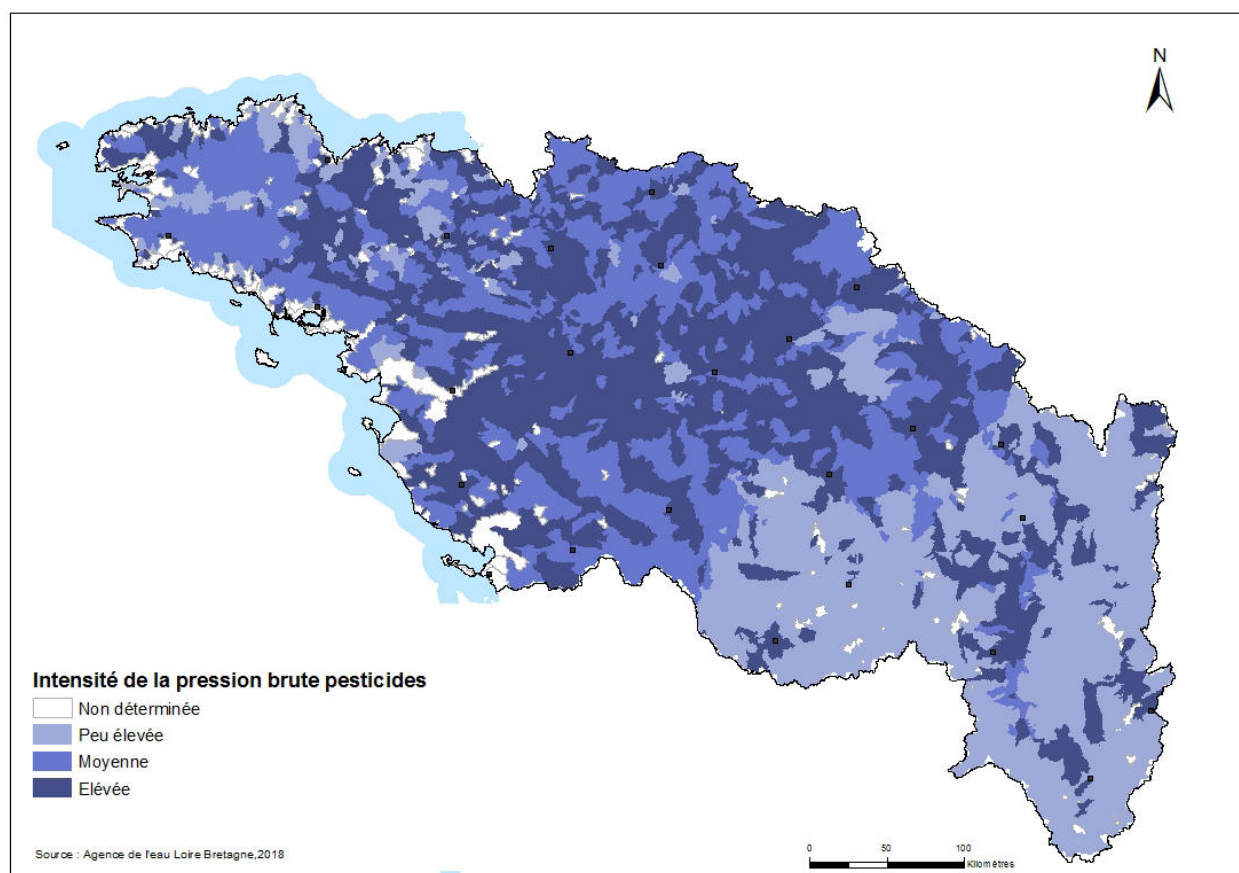 N
Intensité de la pression brute pesticides
Non déterminée
Peu élevée
Moyenne
Elévée
Source : Agence de l'eau Loire Bretagne,2018
0 50 100
Kilomètres